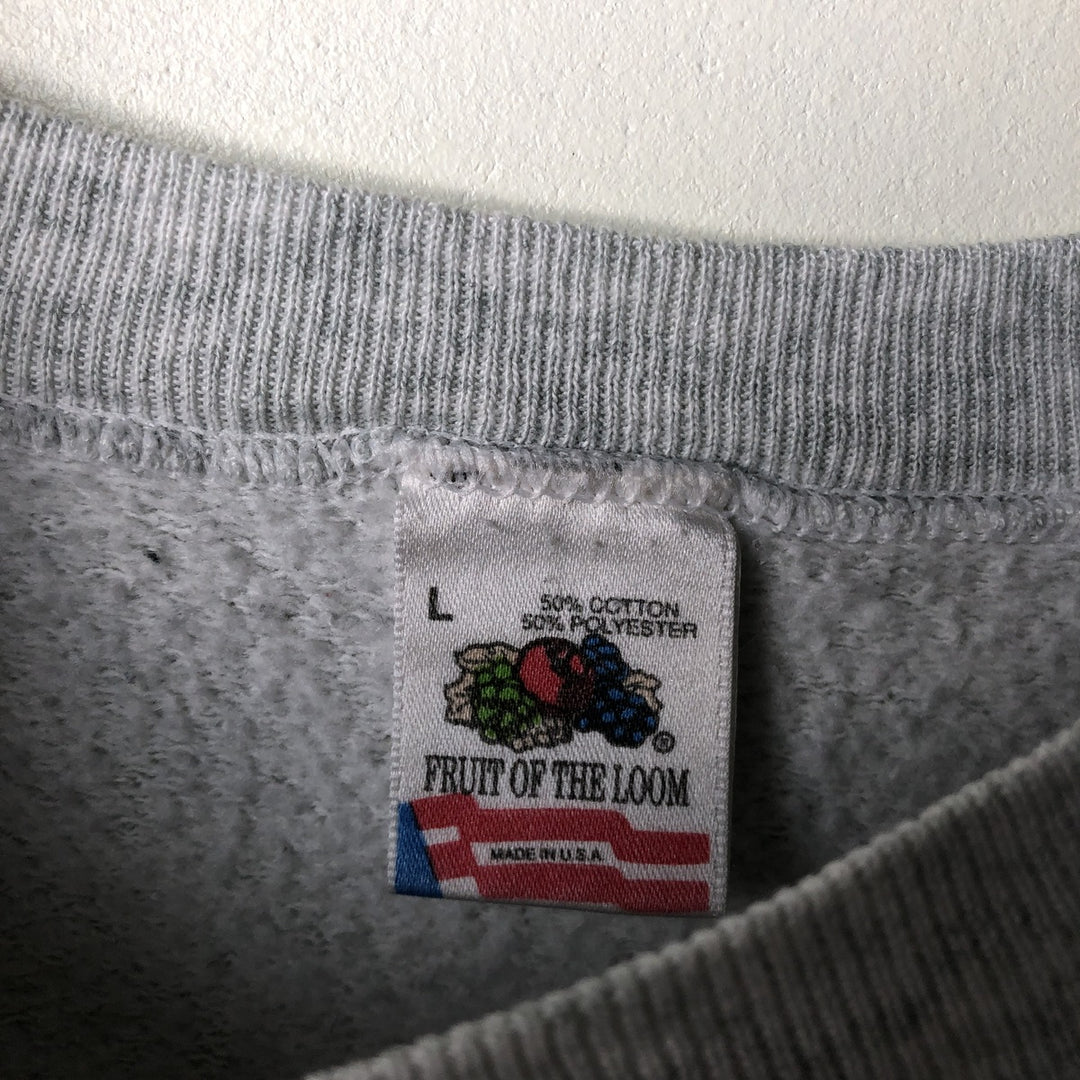 L
50% COTTON
50% POLYESTER
®
FRUIT OF THE LOOM
MADE IN U.S.A.